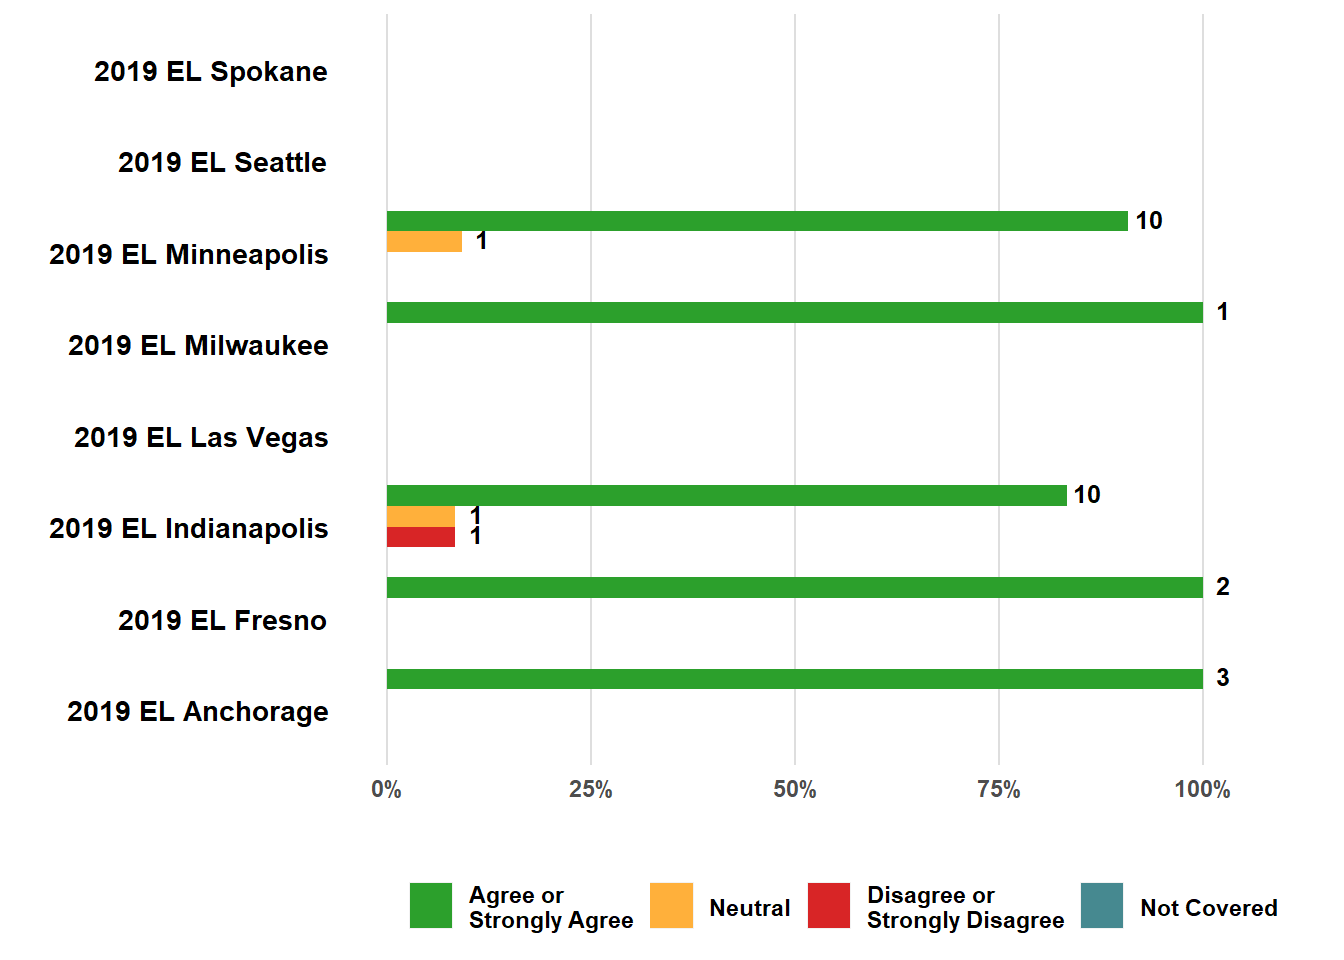 2019 EL Spokane
2019 EL Seattle
10
1
2019 EL Minneapolis
1
2019 EL Milwaukee
2019 EL Las Vegas
10
1
2019 EL Indianapolis
1
2
2019 EL Fresno
3
2019 EL Anchorage
0%
25%
50%
75%
100%
Agree or
Strongly Agree
Neutral
Disagree or
Strongly Disagree
Not Covered